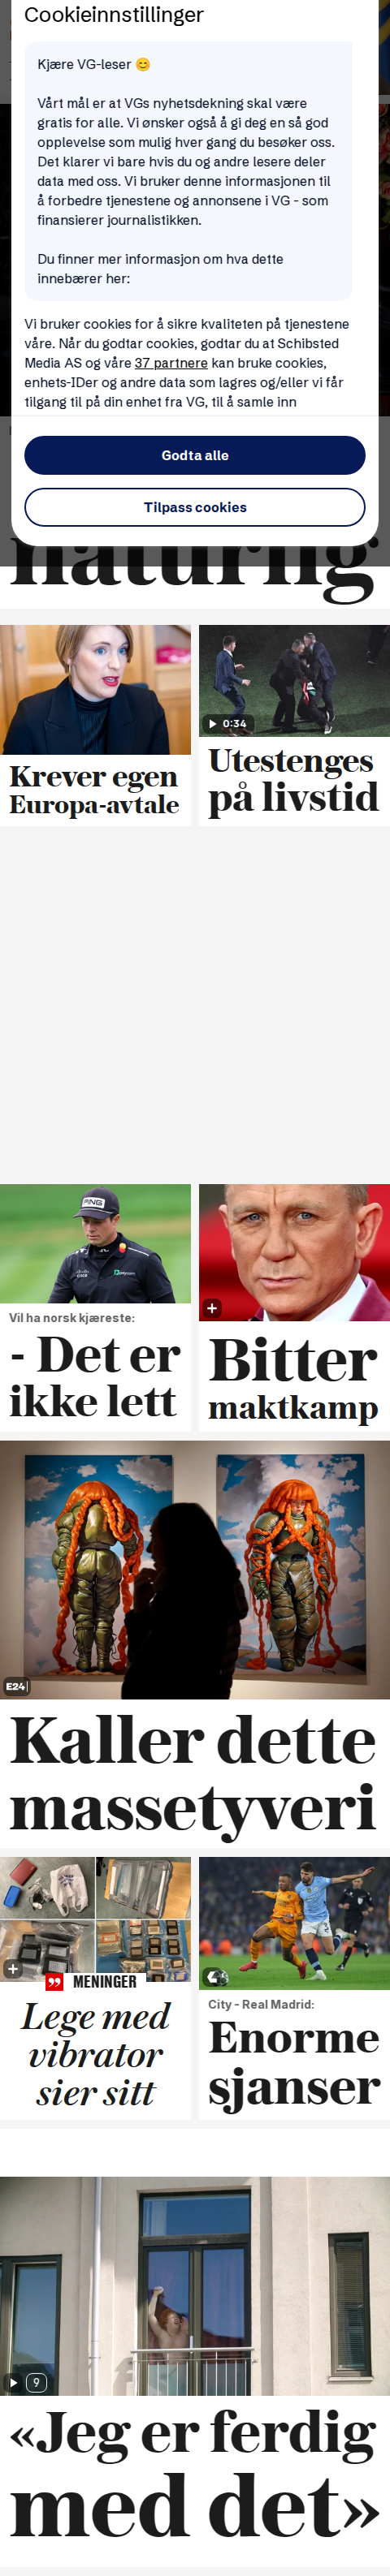 Cookieinnstillinger
Kjære VG-leser 😊
Vårt mål er at VGs nyhetsdekning skal være
gratis for alle. Vi ønsker også å gi deg en så god
opplevelse som mulig hver gang du besøker oss.
Det klarer vi bare hvis du og andre lesere deler
data med oss. Vi bruker denne informasjonen til
å forbedre tjenestene og annonsene i VG - som
finansierer journalistikken.
Du finner mer informasjon om hva dette
innebærer her:
Vi bruker cookies for å sikre kvaliteten på tjenestene
våre. Når du godtar cookies, godtar du at Schibsted
Media AS og våre 37 partnere kan bruke cookies,
enhets-IDer og andre data som lagres og/eller vi får
tilgang til på din enhet fra VG, til å samle inn
Godta alle
Tilpass cookies
naturlig
0:34
Krever egen
Europa-avtale
Utestenges
på livstid
PING
Vil ha norsk kjæreste:
- Det er
ikke lett
Bitter
maktkamp
E24
Kaller dette
massetyveri
MENINGER
Lege med
vibrator
sier sitt
City - Real Madrid:
Enorme
sjanser
9
«Jeg er ferdig
med det»